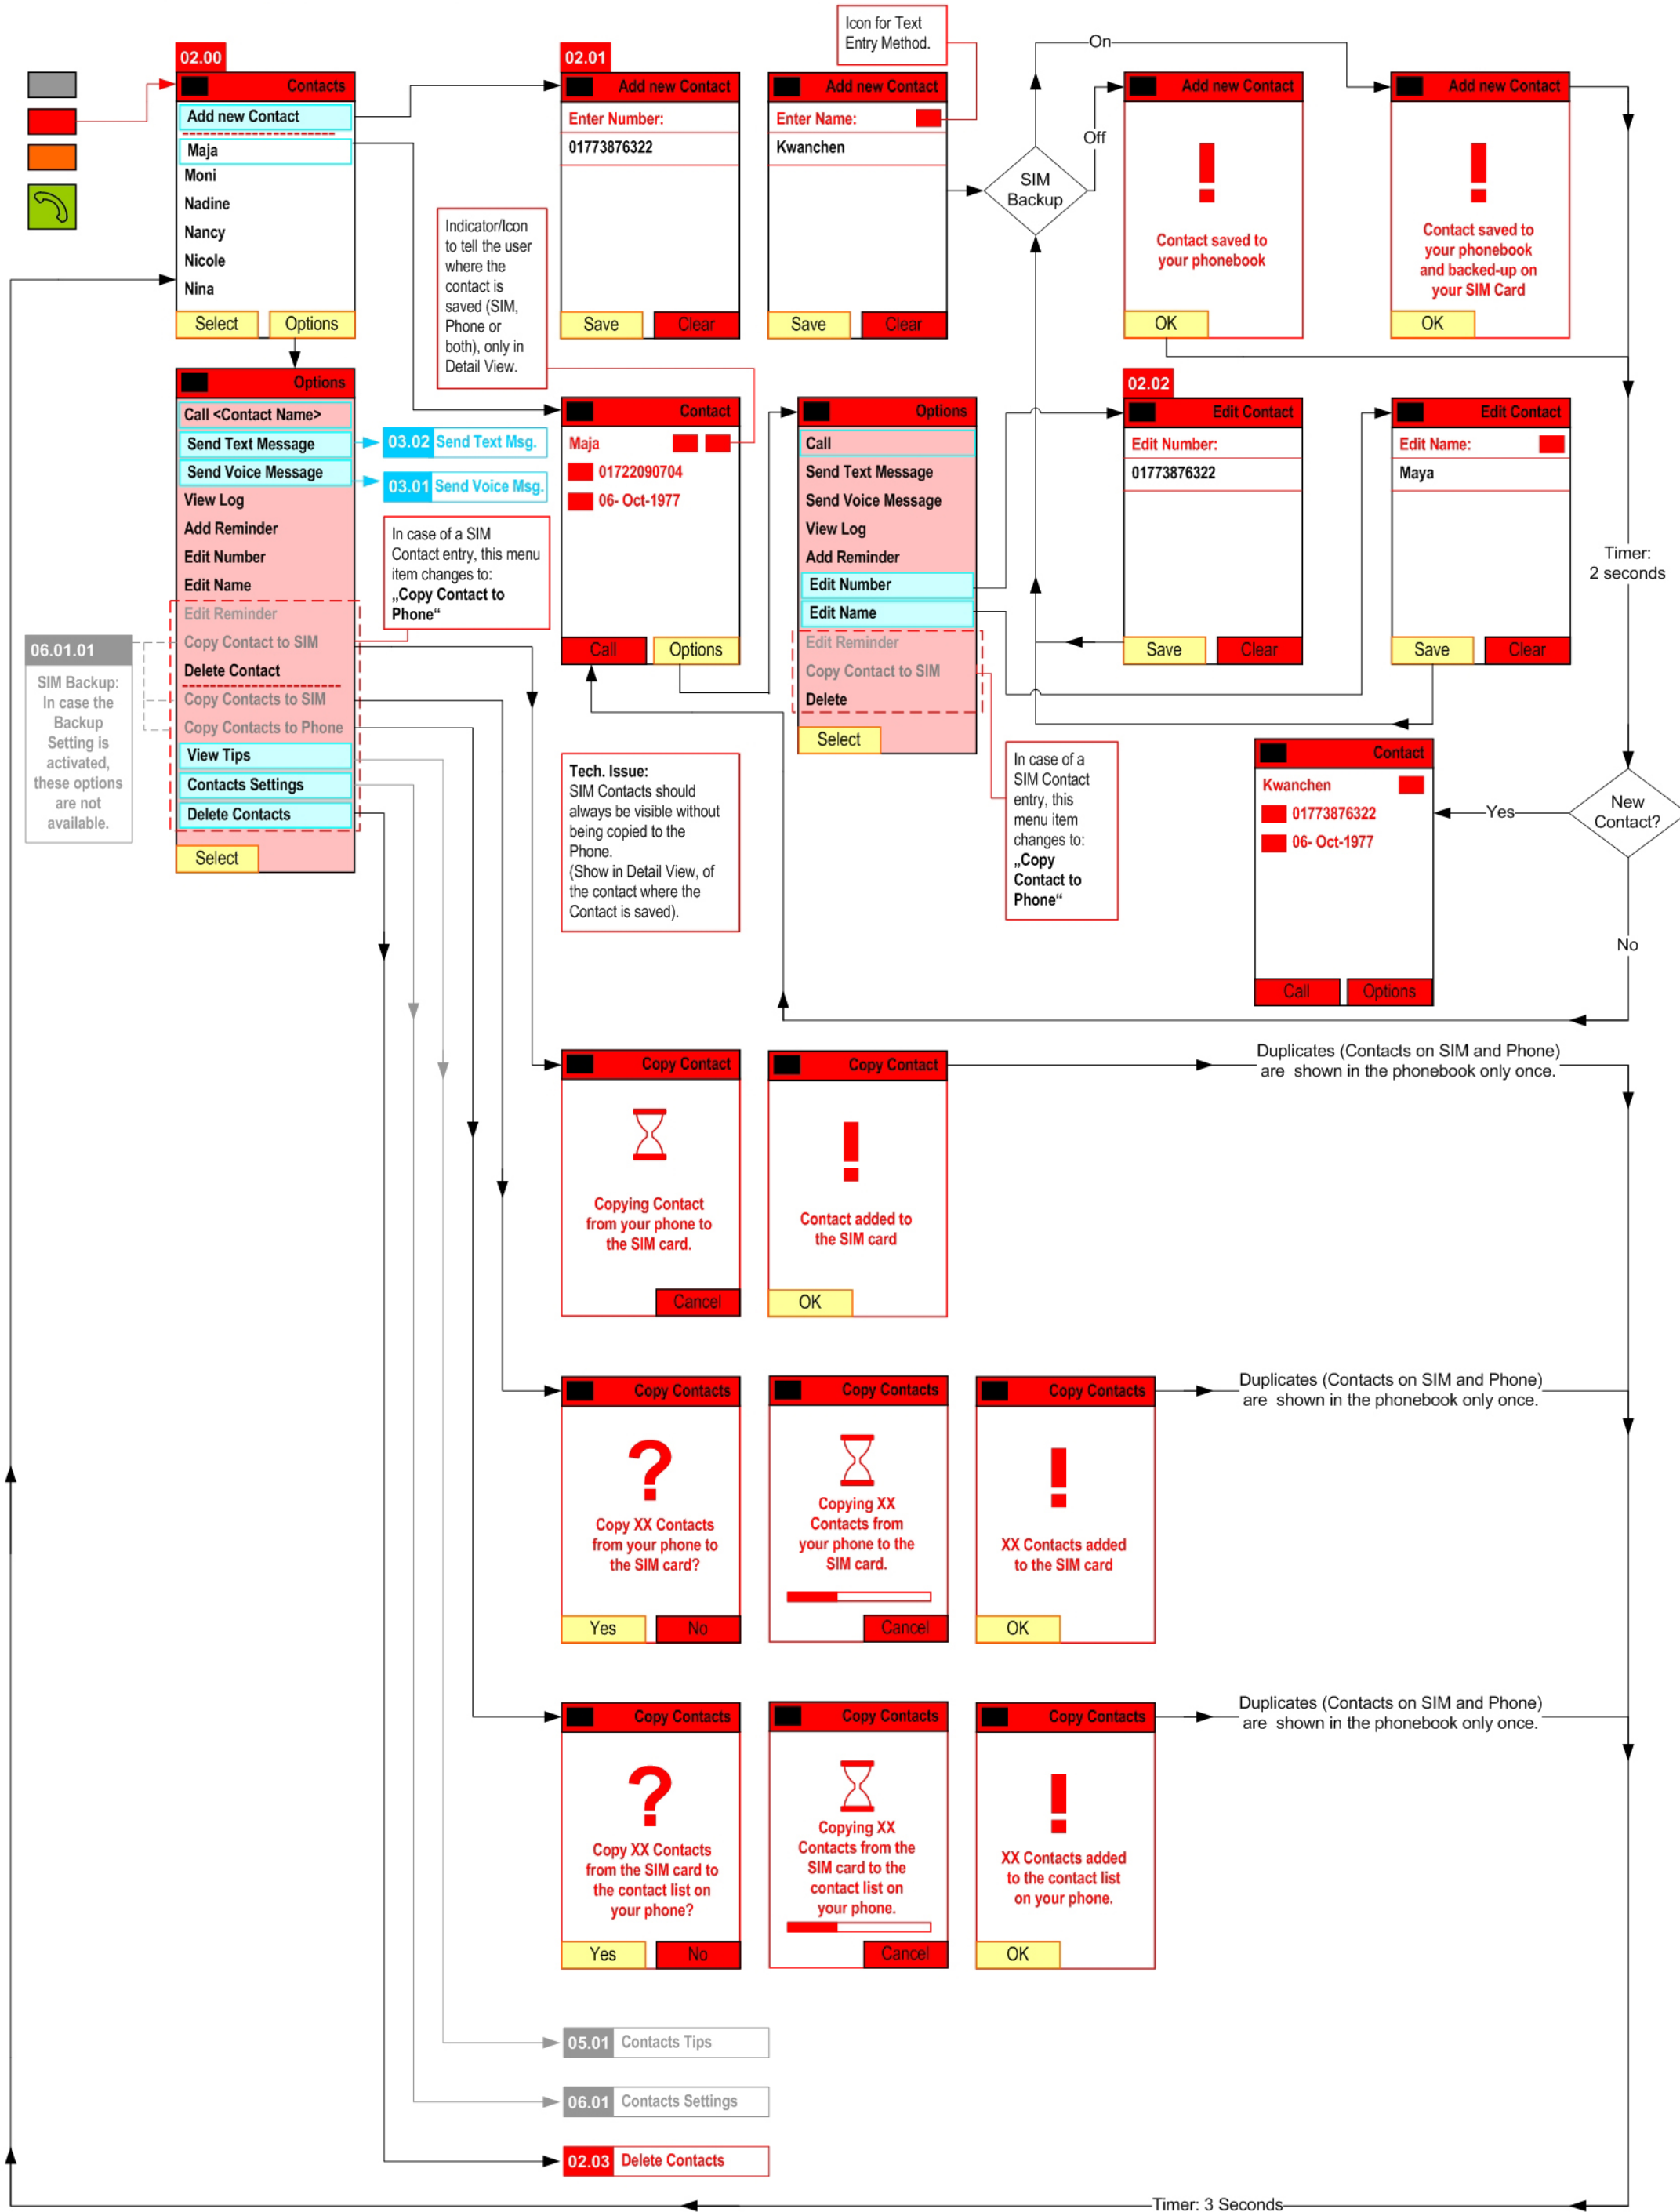 02.00
Contacts
Add new Contact
Maja
Moni
Nadine
Nancy
Nicole
Nina
Select
Options
02.01
Add new Contact
Enter Number:
01773876322
Save
Clear
Icon for Text
Entry Method.
Add new Contact
Enter Name:
Kwanchen
Save
Clear
SIM
Backup
On
Off
Add new Contact
Contact saved to
your phonebook
OK
Add new Contact
Contact saved to
your phonebook
and backed-up on
your SIM Card
OK
Indicator/Icon
to tell the user
where the
contact is
saved (SIM,
Phone or
both), only in
Detail View.
Options
Call <Contact Name>
Send Text Message
Send Voice Message
View Log
Add Reminder
Edit Number
Edit Name
Edit Reminder
Copy Contact to SIM
Delete Contact
Copy Contacts to SIM
Copy Contacts to Phone
View Tips
Contacts Settings
Delete Contacts
Select
03.02 Send Text Msg.
03.01 Send Voice Msg.
In case of a SIM
Contact entry, this menu
item changes to:
„Copy Contact to
Phone“
06.01.01
SIM Backup:
In case the
Backup
Setting is
activated,
these options
are not
available.
Contact
Maja
01722090704
06- Oct-1977
Call
Options
Options
Call
Send Text Message
Send Voice Message
View Log
Add Reminder
Edit Number
Edit Name
Edit Reminder
Copy Contact to SIM
Delete
Select
02.02
Edit Contact
Edit Number:
01773876322
Save
Clear
Edit Contact
Edit Name:
Maya
Save
Clear
Timer:
2 seconds
Tech. Issue:
SIM Contacts should
always be visible without
being copied to the
Phone.
(Show in Detail View, of
the contact where the
Contact is saved).
In case of a
SIM Contact
entry, this
menu item
changes to:
„Copy
Contact to
Phone“
Contact
Kwanchen
01773876322
06- Oct-1977
Call
Options
Yes
New
Contact?
No
Copy Contact
Copying Contact
from your phone to
the SIM card.
Cancel
Copy Contact
!
Contact added to
the SIM card
OK
Duplicates (Contacts on SIM and Phone)
are shown in the phonebook only once.
Copy Contacts
?
Copy XX Contacts
from your phone to
the SIM card?
Yes
No
Copy Contacts
Copying XX
Contacts from
your phone to the
SIM card.
Cancel
Copy Contacts
!
XX Contacts added
to the SIM card
OK
Duplicates (Contacts on SIM and Phone)
are shown in the phonebook only once.
Copy Contacts
?
Copy XX Contacts
from the SIM card to
the contact list on
your phone?
Yes
No
Copy Contacts
Copying XX
Contacts from the
SIM card to the
contact list on
your phone.
Cancel
Copy Contacts
!
XX Contacts added
to the contact list
on your phone.
OK
Duplicates (Contacts on SIM and Phone)
are shown in the phonebook only once.
05.01 Contacts Tips
06.01 Contacts Settings
02.03 Delete Contacts
Timer: 3 Seconds